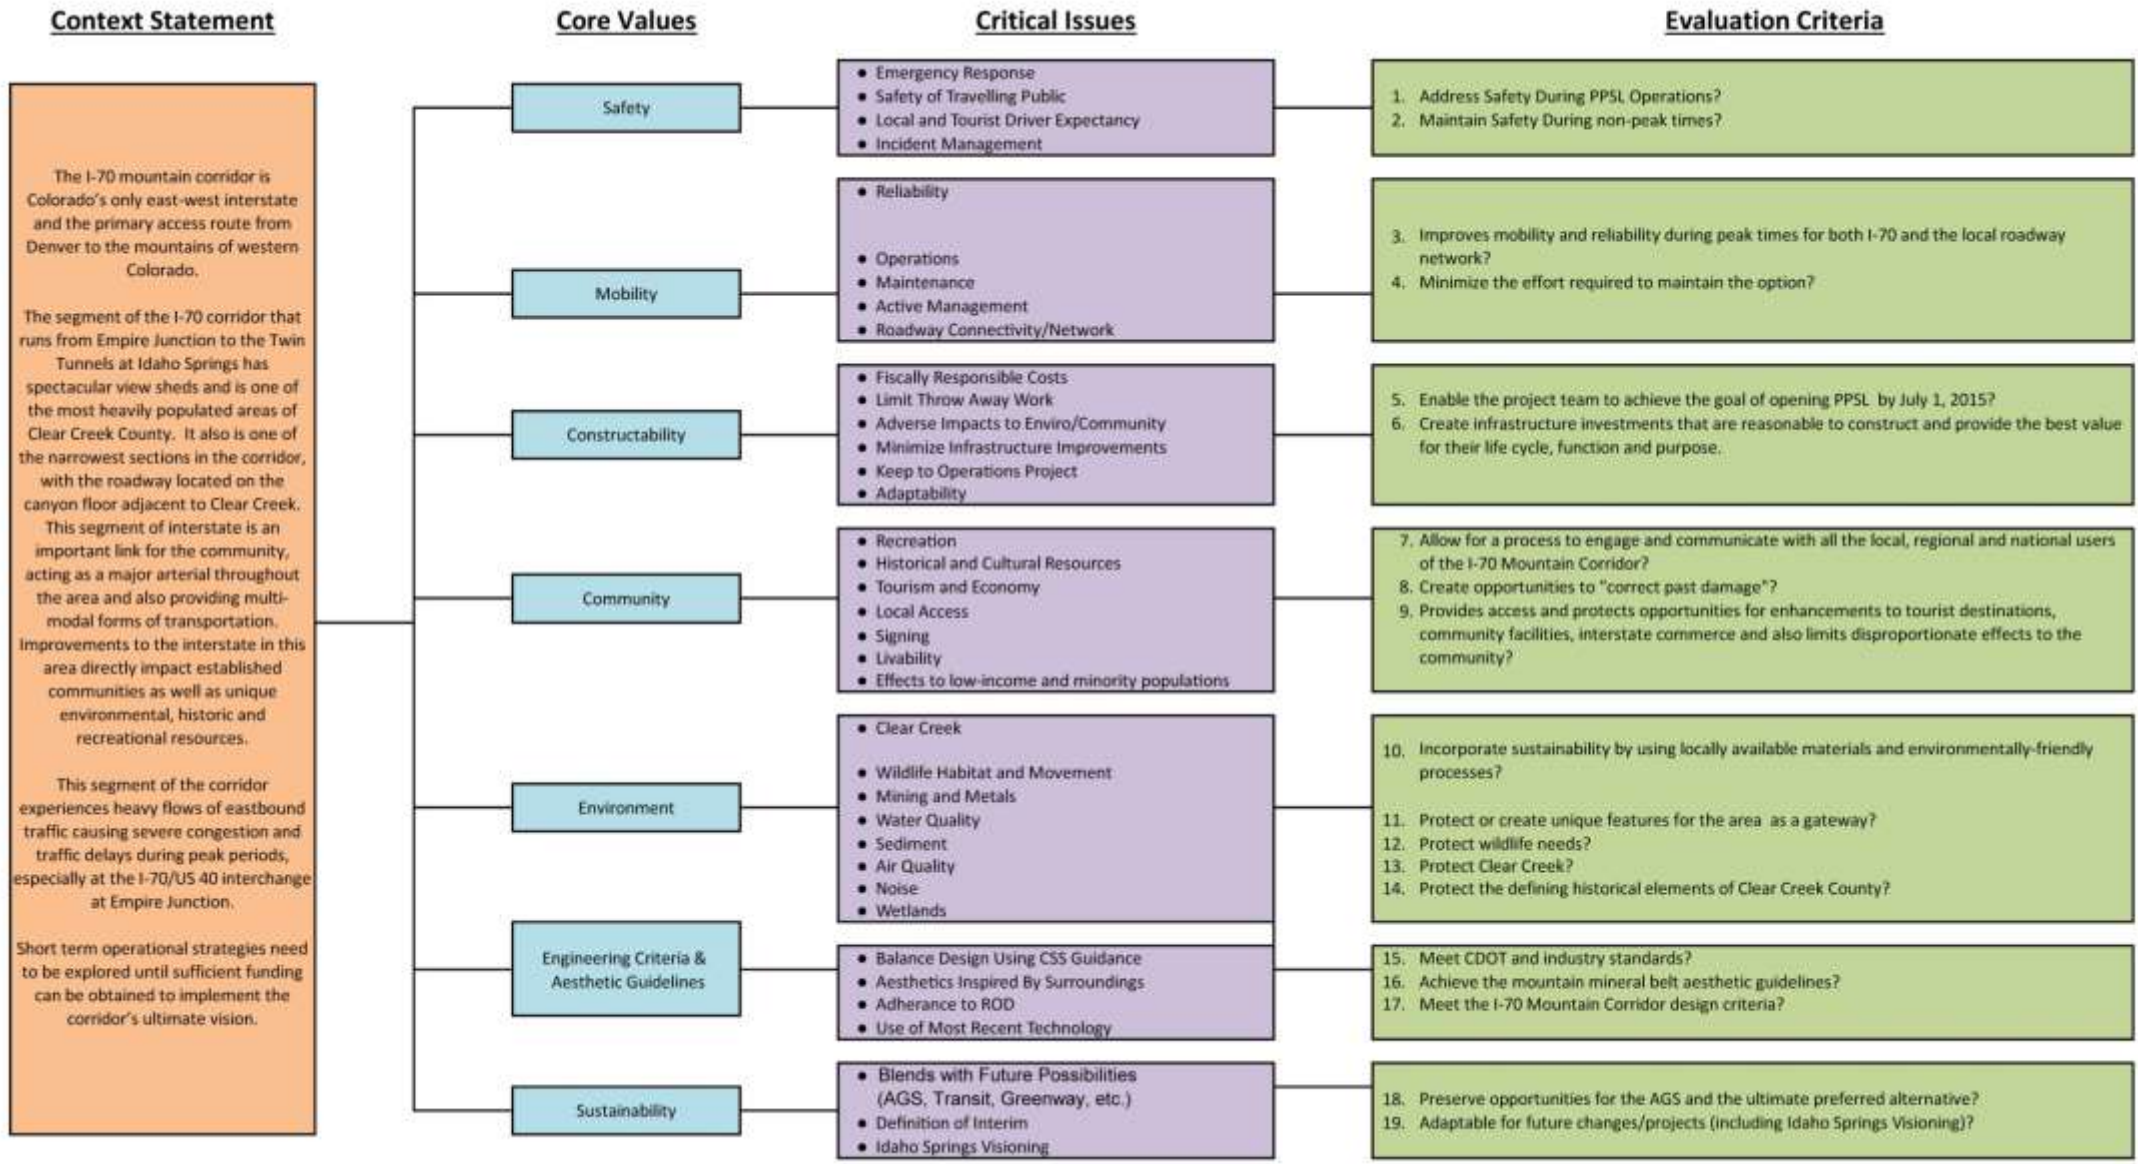 Context Statement
Core Values
Critical Issues
Evaluation Criteria
The I-70 mountain corridor is
Colorado's only east-west interstate
and the primary access route from
Denver to the mountains of western
Colorado.
The segment of the I-70 corridor that
runs from Empire Junction to the Twin
Tunnels at Idaho Springs has
spectacular view sheds and is one of
the most heavily populated areas of
Clear Creek County. It also is one of
the narrowest sections in the corridor,
with the roadway located on the
canyon floor adjacent to Clear Creek.
This segment of interstate is an
important link for the community,
acting as a major arterial throughout
the area and also providing multi-
modal forms of transportation.
Improvements to the interstate in this
area directly impact established
communities as well as unique
environmental, historic and
recreational resources.
This segment of the corridor
experiences heavy flows of eastbound
traffic causing severe congestion and
traffic delays during peak periods,
especially at the I-70/US 40 interchange
at Empire Junction.
Short term operational strategies need
to be explored until sufficient funding
can be obtained to implement the
corridor's ultimate vision.
Safety
• Emergency Response
• Safety of Travelling Public
• Local and Tourist Driver Expectancy
• Incident Management
1. Address Safety During PPSL Operations?
2. Maintain Safety During non-peak times?
Mobility
• Reliability
• Operations
• Maintenance
• Active Management
• Roadway Connectivity/Network
3. Improves mobility and reliability during peak times for both I-70 and the local roadway
network?
4. Minimize the effort required to maintain the option?
Constructability
• Fiscally Responsible Costs
• Limit Throw Away Work
• Adverse Impacts to Enviro/Community
• Minimize Infrastructure Improvements
• Keep to Operations Project
• Adaptability
5. Enable the project team to achieve the goal of opening PPSL by July 1, 2015?
6. Create infrastructure investments that are reasonable to construct and provide the best value
for their life cycle, function and purpose.
Community
• Recreation
• Historical and Cultural Resources
• Tourism and Economy
• Local Access
• Signing
• Livability
• Effects to low-income and minority populations
7. Allow for a process to engage and communicate with all the local, regional and national users
of the I-70 Mountain Corridor?
8. Create opportunities to "correct past damage"?
9. Provides access and protects opportunities for enhancements to tourist destinations,
community facilities, interstate commerce and also limits disproportionate effects to the
community?
Environment
• Clear Creek
• Wildlife Habitat and Movement
• Mining and Metals
• Water Quality
• Sediment
• Air Quality
• Noise
• Wetlands
10. Incorporate sustainability by using locally available materials and environmentally-friendly
processes?
11. Protect or create unique features for the area as a gateway?
12. Protect wildlife needs?
13. Protect Clear Creek?
14. Protect the defining historical elements of Clear Creek County?
Engineering Criteria &
Aesthetic Guidelines
• Balance Design Using CSS Guidance
• Aesthetics Inspired By Surroundings
• Adherance to ROD
• Use of Most Recent Technology
15. Meet CDOT and industry standards?
16. Achieve the mountain mineral belt aesthetic guidelines?
17. Meet the I-70 Mountain Corridor design criteria?
Sustainability
• Blends with Future Possibilities
(AGS, Transit, Greenway, etc.)
• Definition of Interim
• Idaho Springs Visioning
18. Preserve opportunities for the AGS and the ultimate preferred alternative?
19. Adaptable for future changes/projects (including Idaho Springs Visioning)?